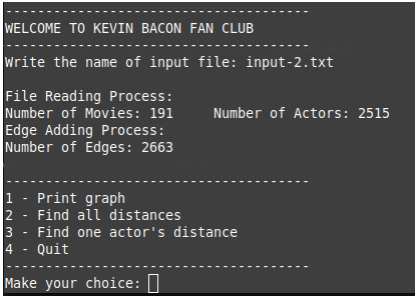 --------------------------------------
WELCOME TO KEVIN BACON FAN CLUB
--------------------------------------
Write the name of input file: input-2.txt
File Reading Process:
Number of Movies: 191     Number of Actors: 2515
Edge Adding Process:
Number of Edges: 2663
--------------------------------------
1 - Print graph
2 - Find all distances
3 - Find one actor's distance
4 - Quit
--------------------------------------
Make your choice: